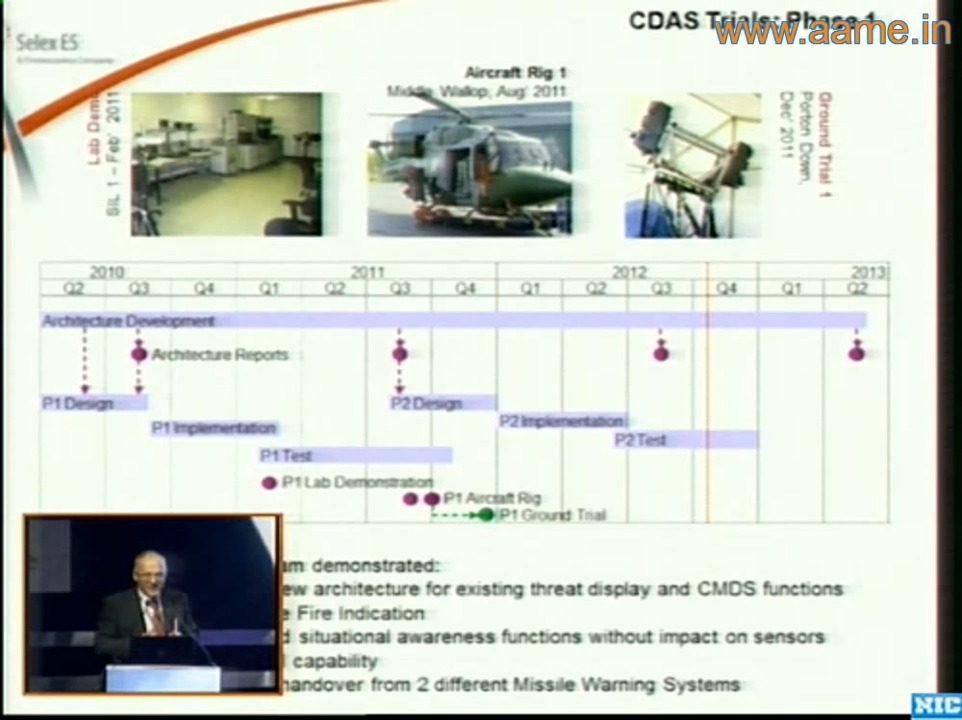 CDAS Trials: Phase 1
www.aame.in
Selex ES
Aircraft Rig 1
Middle Wallop, Aug' 2011
Lab Dem
SIL 1 – Feb' 2011
Ground Trial 1
Porton Down,
Dec' 2011
2010 2011 2012 2013
Q2 Q3 Q4 Q1 Q2 Q3 Q4 Q1 Q2 Q3 Q4 Q1 Q2
Architecture Development
Architecture Reports
P1 Design P2 Design
P2 Implementation
P1 Implementation
P2 Test
P1 Test
P1 Lab Demonstration
P1 Aircraft Rig
P1 Ground Trial
am demonstrated:
ew architecture for existing threat display and CMDS functions
e Fire Indication
d situational awareness functions without impact on sensors
l capability
handover from 2 different Missile Warning Systems
NIC